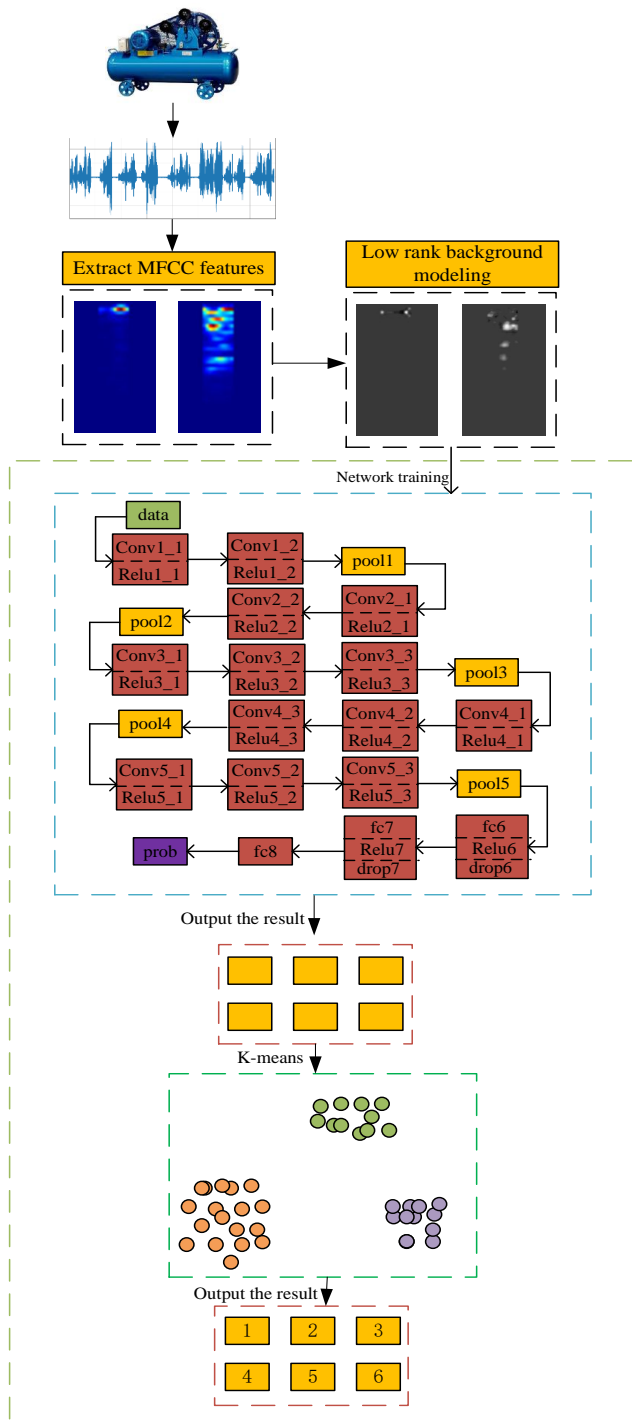 Extract MFCC features
Low rank background
modeling
Network training
data
Conv1_1
Relu1_1
Conv1_2
Relu1_2
pool1
Conv2_1
Relu2_1
Conv2_2
Relu2_2
pool2
Conv3_1
Relu3_1
Conv3_2
Relu3_2
Conv3_3
Relu3_3
pool3
Conv4_1
Relu4_1
Conv4_2
Relu4_2
Conv4_3
Relu4_3
pool4
Conv5_1
Relu5_1
Conv5_2
Relu5_2
Conv5_3
Relu5_3
pool5
fc6
Relu6
drop6
fc7
Relu7
drop7
fc8
prob
Output the result
K-means
Output the result
1
2
3
4
5
6